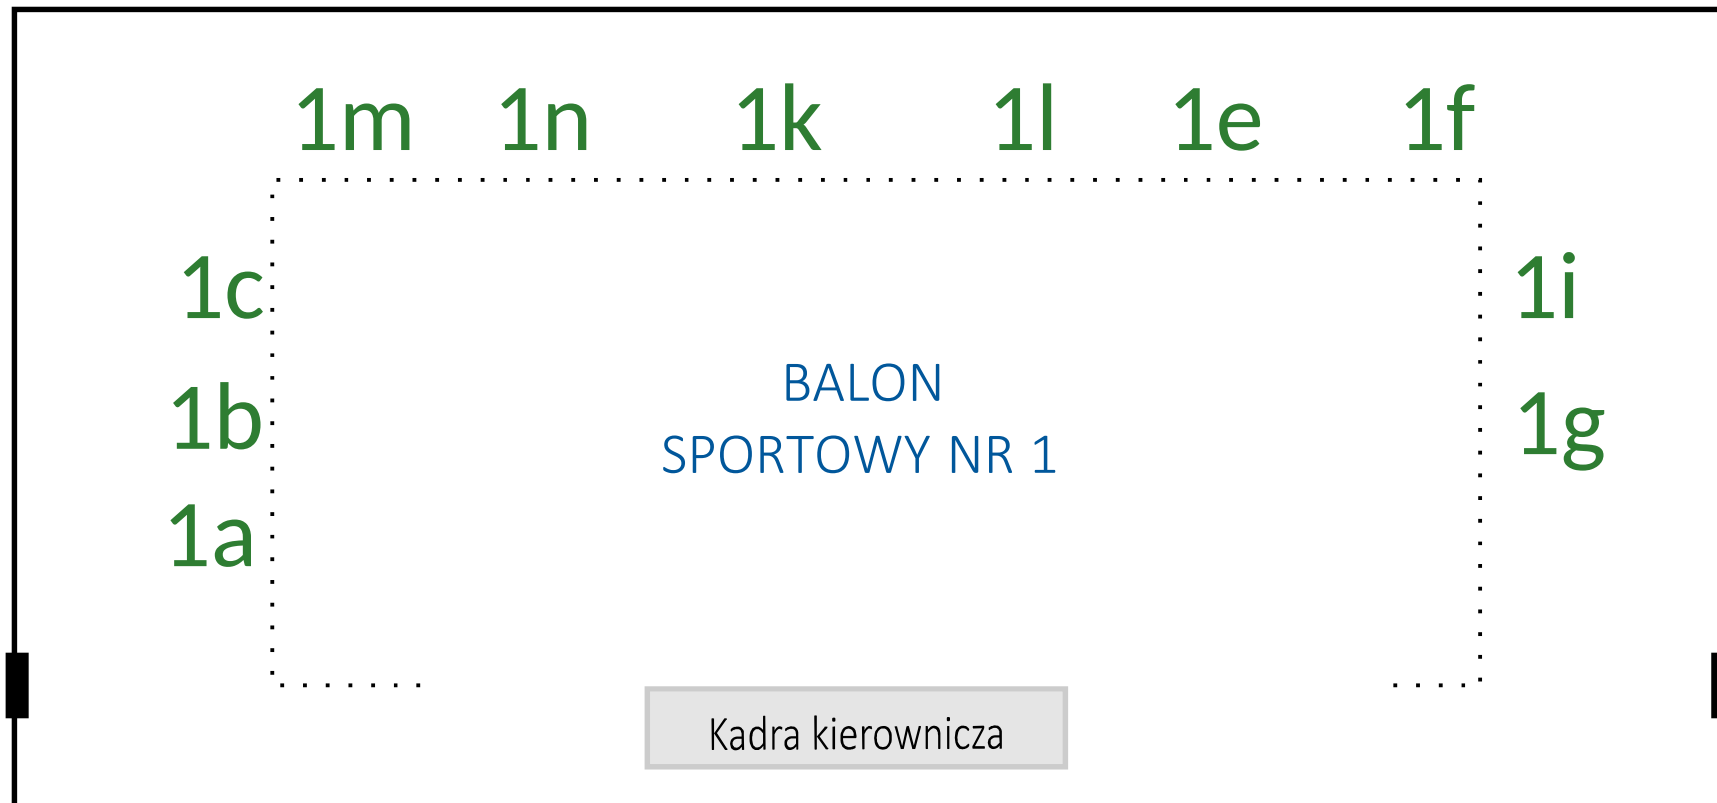 1m 1n 1k 1l 1e 1f
1c 1i
1b 1g
1a
BALON
SPORTOWY NR 1
Kadra kierownicza